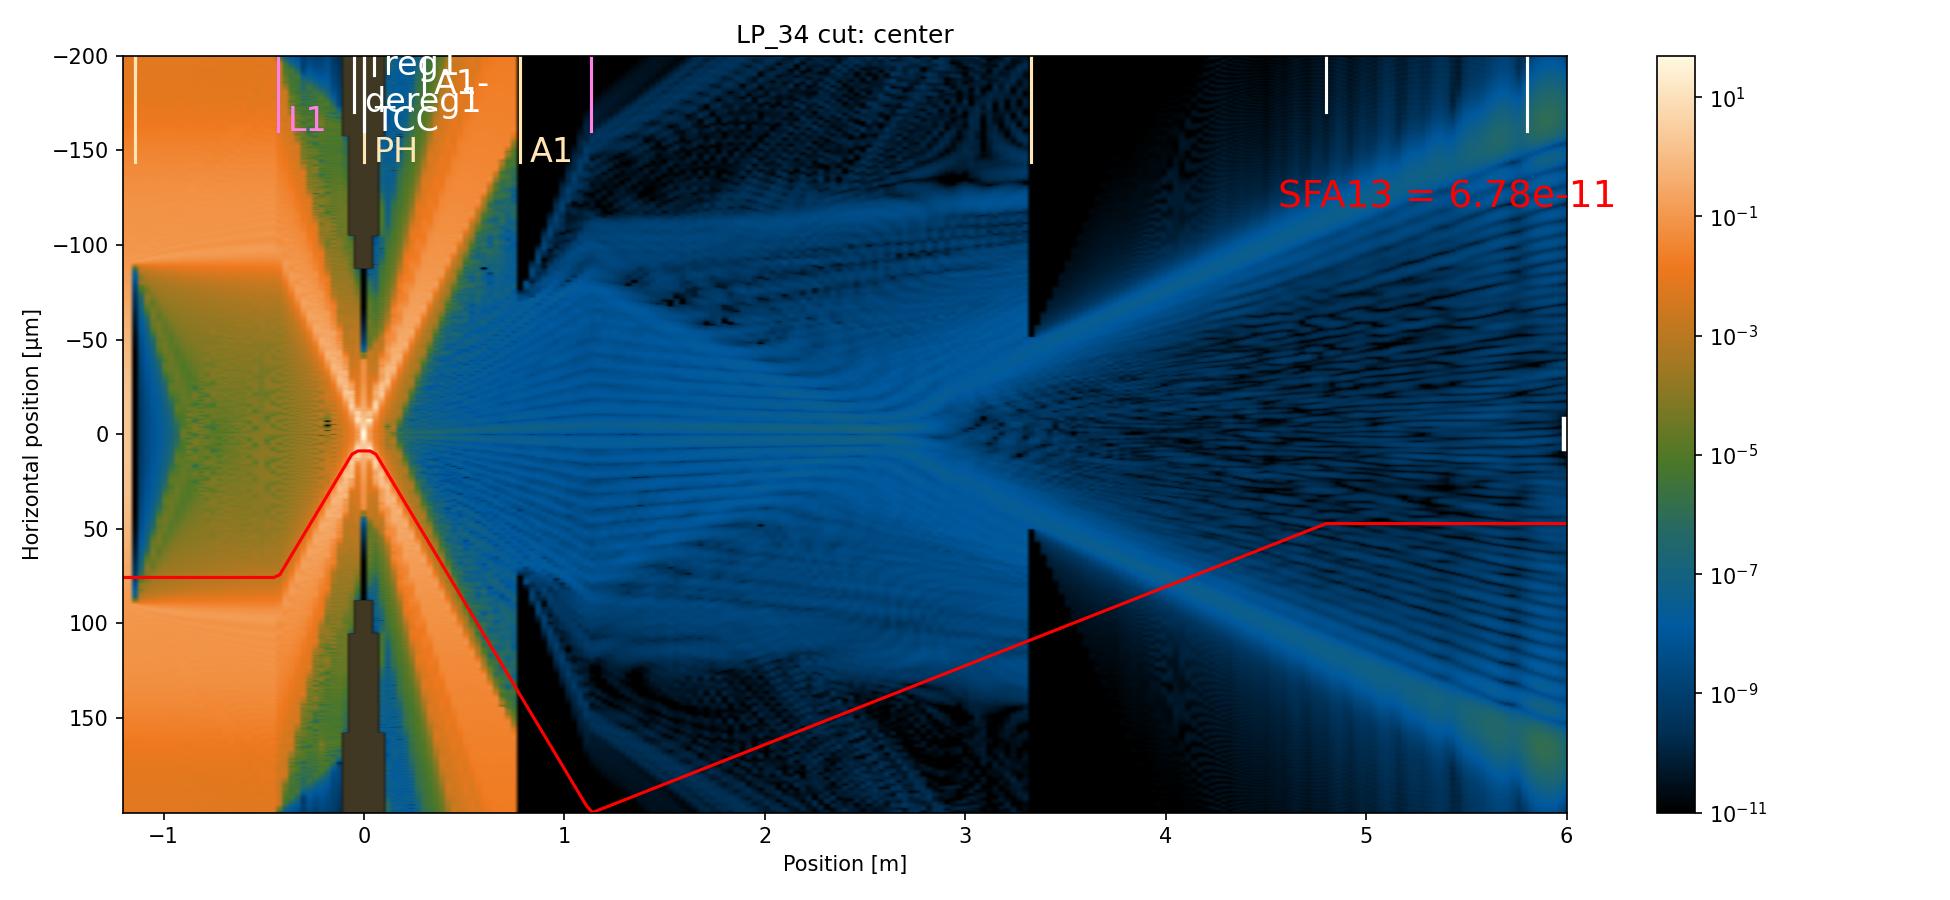 LP_34 cut: center
−200
−150
−100
−50
0
50
100
150
−1
0
1
2
3
4
5
6
Position [m]
Horizontal position [μm]
reg1
A1-
dereg1
L1
TCC
PH
A1
SFA13 = 6.78e-11
10¹
10⁻¹
10⁻³
10⁻⁵
10⁻⁷
10⁻⁹
10⁻¹¹